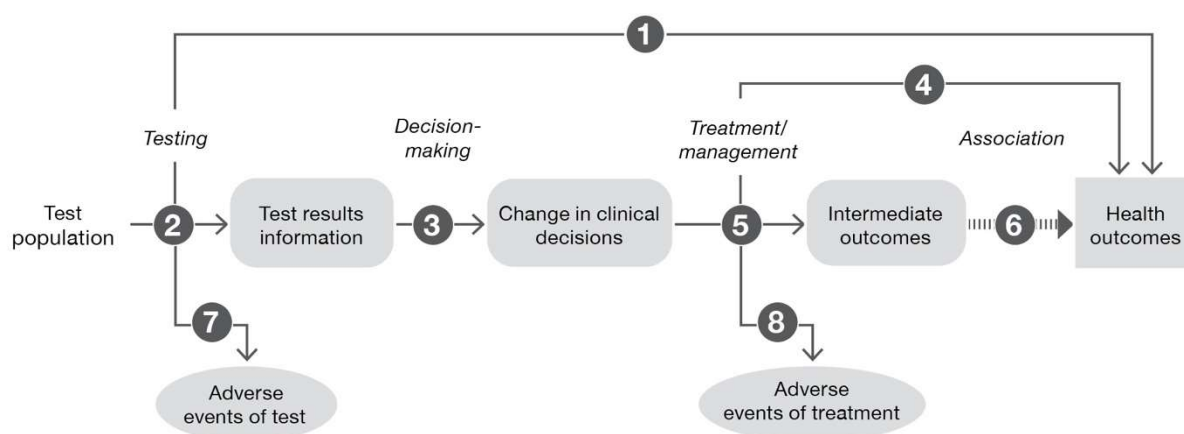 1
4
Testing
Decision-
making
Treatment/
management
Association
Test
population
2
Test results
information
3
Change in clinical
decisions
5
Intermediate
outcomes
6
Health
outcomes
7
8
Adverse
events of test
Adverse
events of treatment